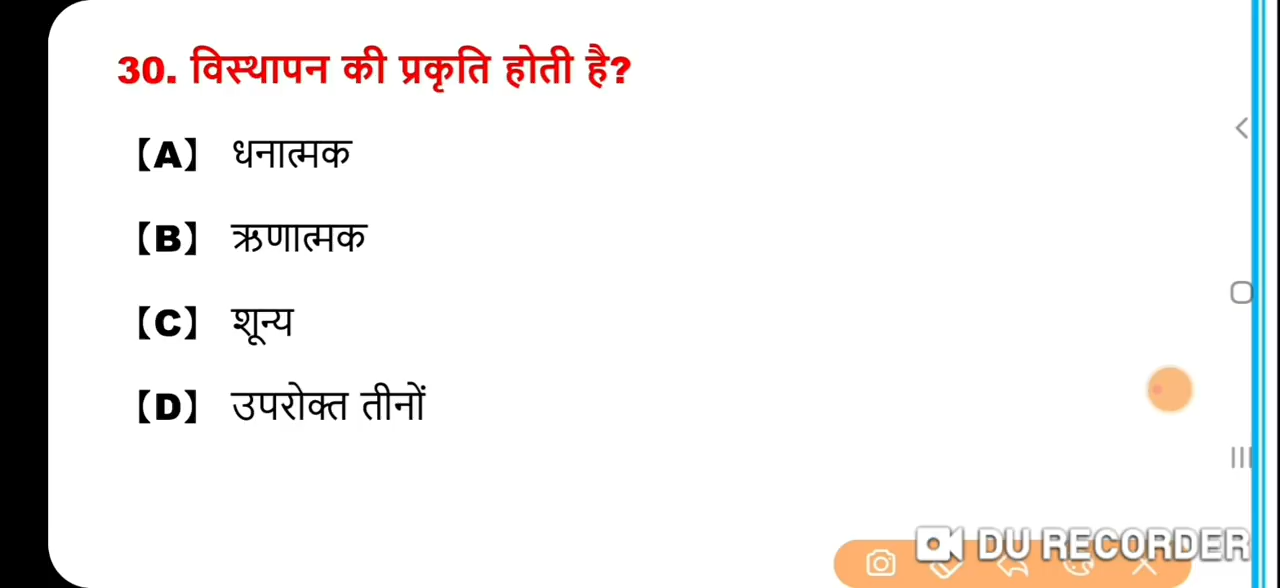 30. विस्थापन की प्रकृति होती है?
【A】 धनात्मक
【B】 ऋणात्मक
【C】 शून्य
【D】 उपरोक्त तीनों
DU RECORDER